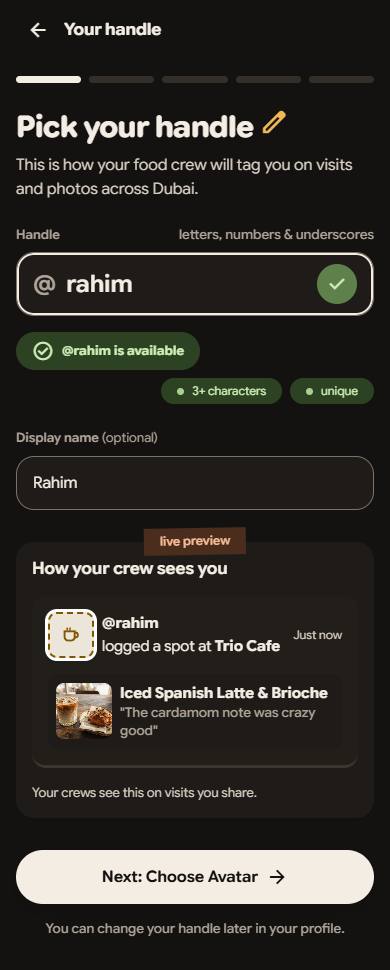 Your handle
Pick your handle
This is how your food crew will tag you on visits
and photos across Dubai.
Handle
letters, numbers & underscores
@ rahim
@rahim is available
3+ characters
unique
Display name (optional)
Rahim
live preview
How your crew sees you
@rahim
logged a spot at Trio Cafe
Just now
Iced Spanish Latte & Brioche
"The cardamom note was crazy
good"
Your crews see this on visits you share.
Next: Choose Avatar
You can change your handle later in your profile.